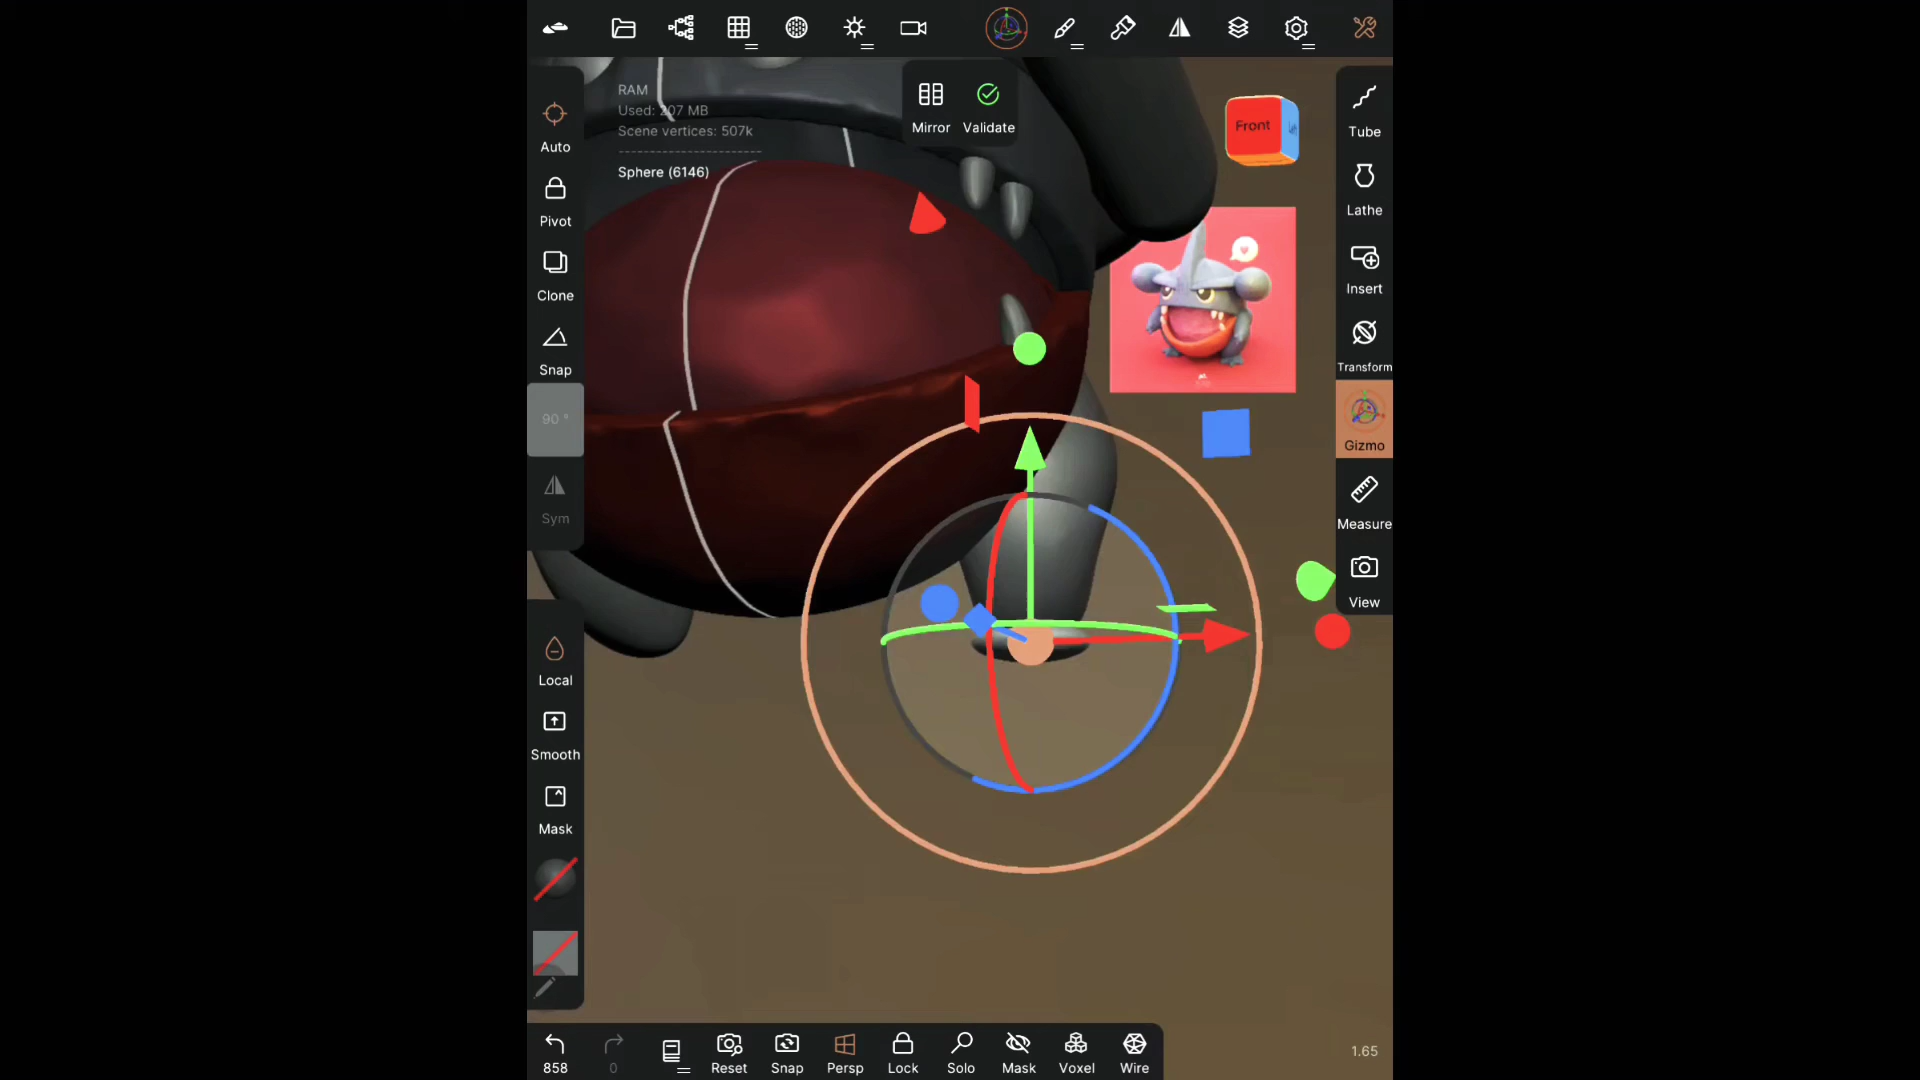 RAM
Used: 207 MB
Scene vertices: 507k
Sphere (6146)
Mirror
Validate
Front
Auto
Pivot
Clone
Snap
90 °
Sym
Local
Smooth
Mask
Tube
Lathe
Insert
Transform
Gizmo
Measure
View
858
0
Reset
Snap
Persp
Lock
Solo
Mask
Voxel
Wire
1.65